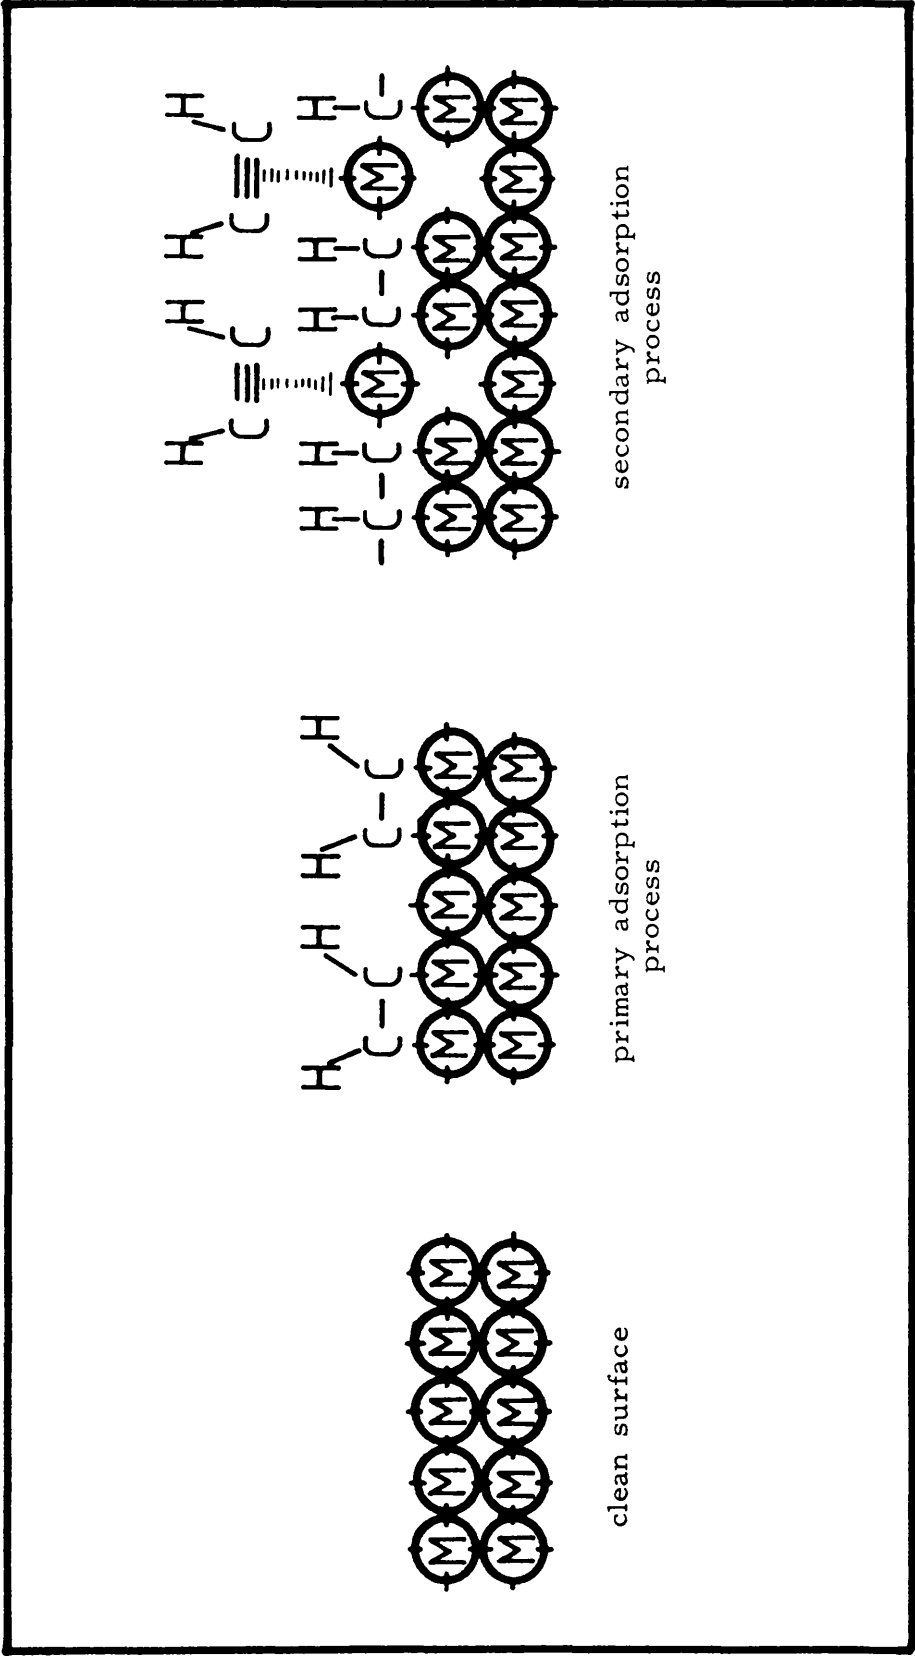 H H H H
C≡C C≡C
H H H H H H H H H
C–C C–C –C–C M C–C M C–
M M M M M M M M M M M M M M M
M M M M M M M M M M M M M M M M M
clean surface
primary adsorption
process
secondary adsorption
process